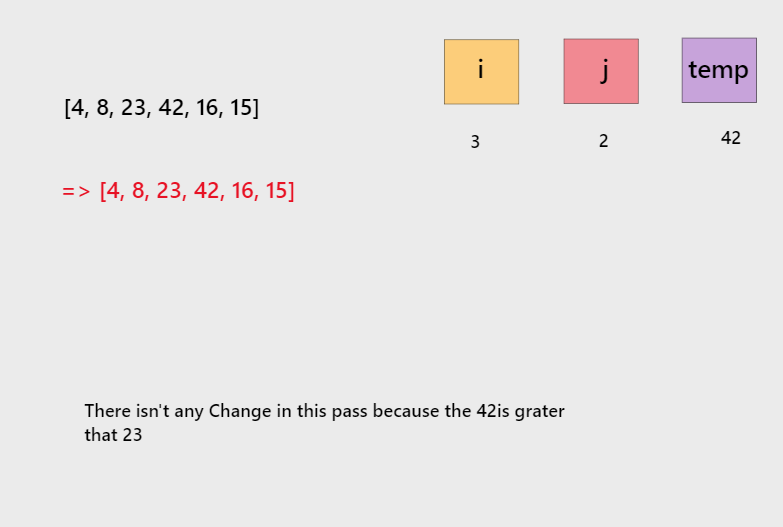 i j temp
[4, 8, 23, 42, 16, 15]
3 2 42
=> [4, 8, 23, 42, 16, 15]
There isn't any Change in this pass because the 42is grater
that 23